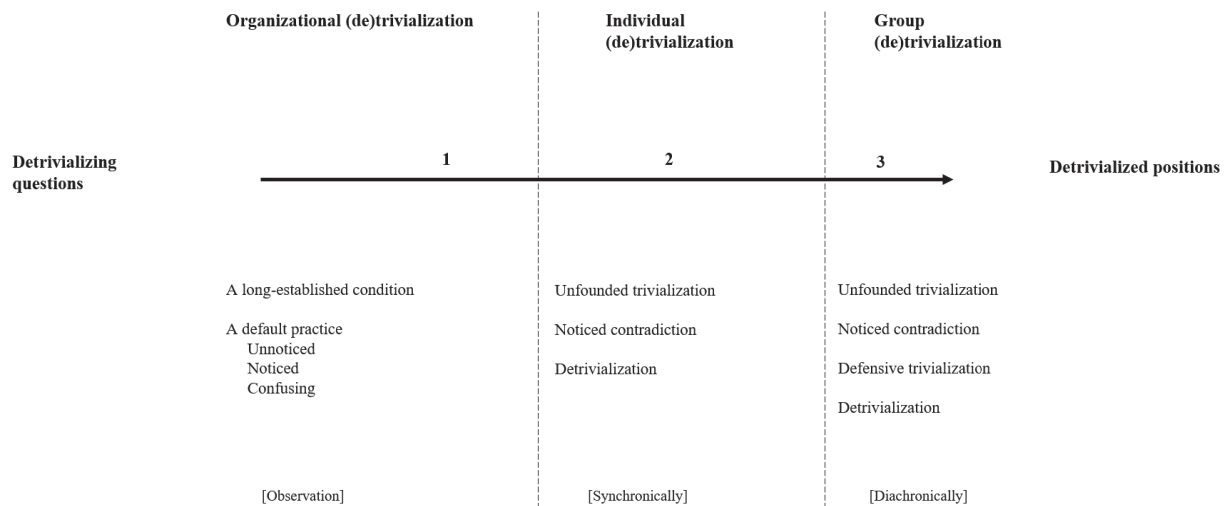 Organizational (de)trivialization
Individual
(de)trivialization
Group
(de)trivialization
Detrivializing
questions
1
2
3
Detrivialized positions
A long-established condition
A default practice
Unnoticed
Noticed
Confusing
Unfounded trivialization
Noticed contradiction
Detrivialization
Unfounded trivialization
Noticed contradiction
Defensive trivialization
Detrivialization
[Observation]
[Synchronically]
[Diachronically]